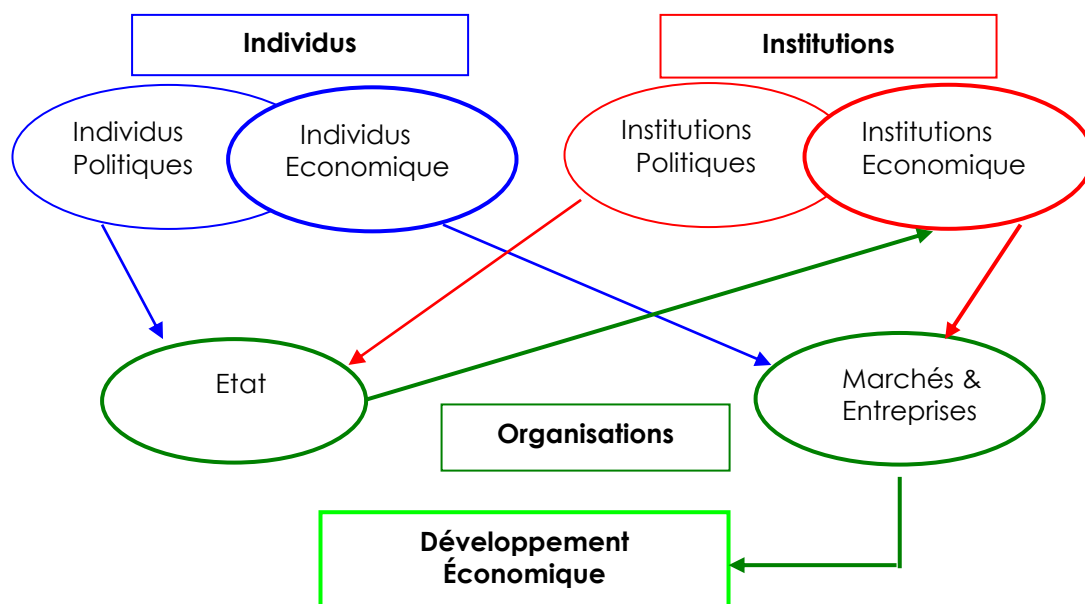 Individus
Institutions
Individus
Politiques
Individus
Economique
Institutions
Politiques
Institutions
Economique
Etat
Marchés &
Entreprises
Organisations
Développement
Économique